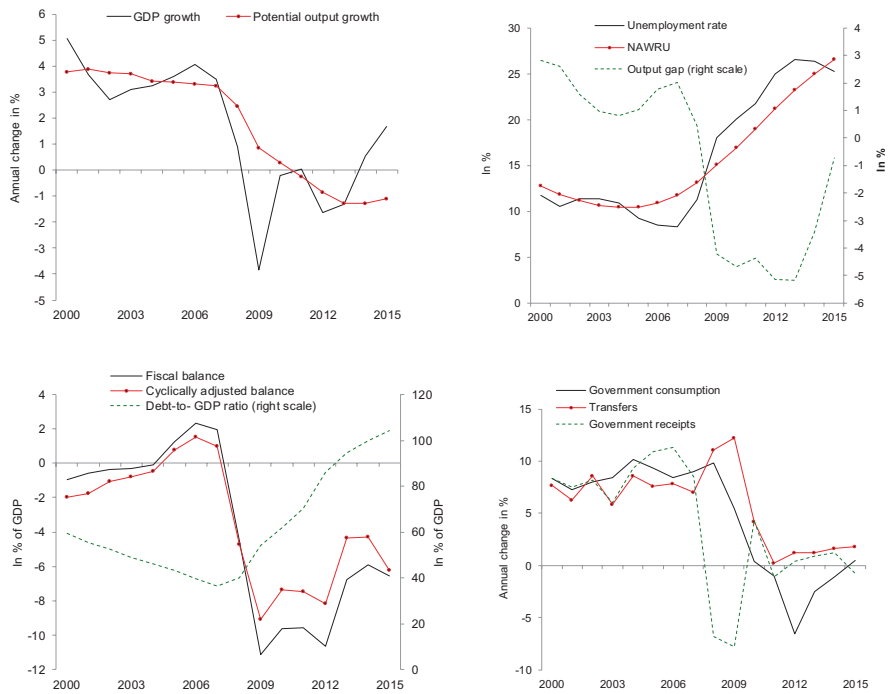 GDP growth
Potential output growth
Annual change in %
5
4
3
2
1
0
-1
-2
-3
-4
-5
2000 2003 2006 2009 2012 2015
Unemployment rate
NAWRU
Output gap (right scale)
In %
30
25
20
15
10
5
0
In %
4
3
2
1
0
-1
-2
-3
-4
-5
-6
2000 2003 2006 2009 2012 2015
Fiscal balance
Cyclically adjusted balance
Debt-to- GDP ratio (right scale)
In % of GDP
4
2
0
-2
-4
-6
-8
-10
-12
In % of GDP
120
100
80
60
40
20
0
2000 2003 2006 2009 2012 2015
Government consumption
Transfers
Government receipts
Annual change in %
15
10
5
0
-5
-10
2000 2003 2006 2009 2012 2015